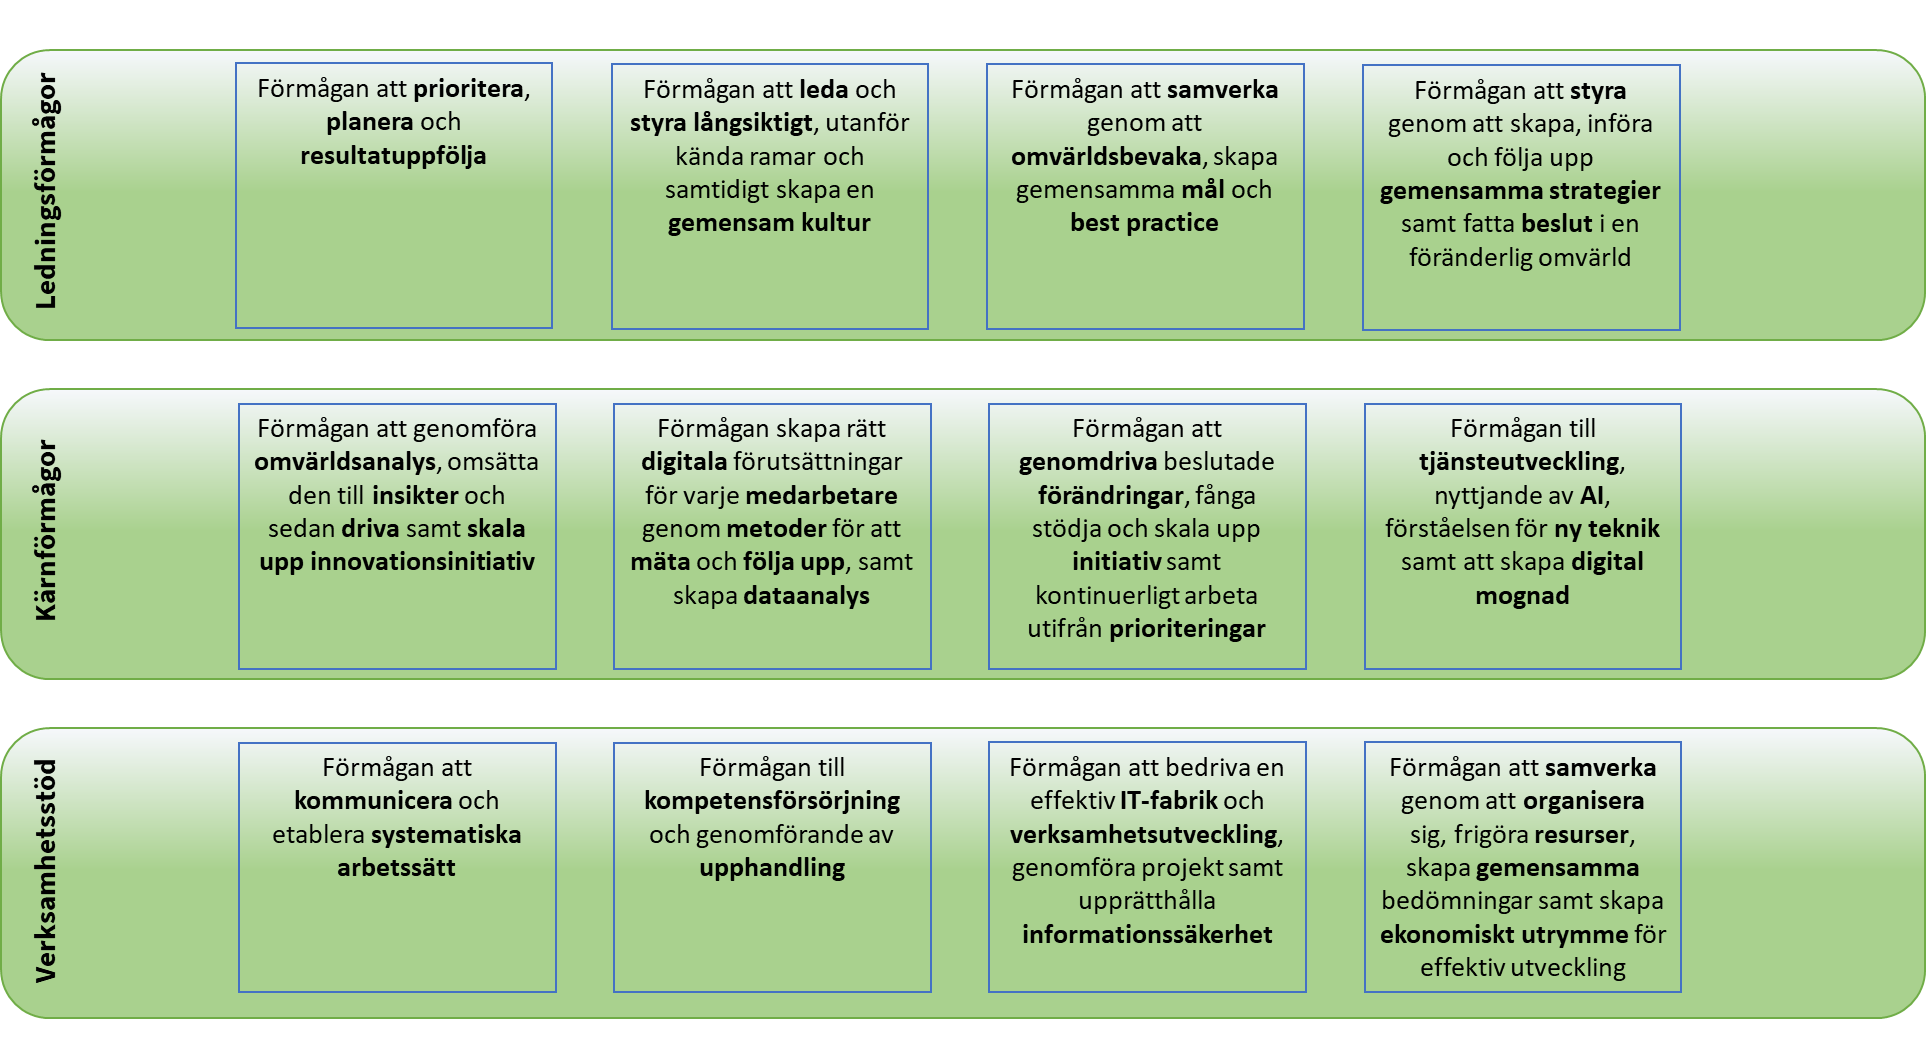 Ledningsförmågor
Förmågan att prioritera,
planera och
resultatuppfölja
Förmågan att leda och
styra långsiktigt, utanför
kända ramar och
samtidigt skapa en
gemensam kultur
Förmågan att samverka
genom att
omvärldsbevaka, skapa
gemensamma mål och
best practice
Förmågan att styra
genom att skapa, införa
och följa upp
gemensamma strategier
samt fatta beslut i en
föränderlig omvärld
Kärnförmågor
Förmågan att genomföra
omvärldsanalys, omsätta
den till insikter och
sedan driva samt skala
upp innovationsinitiativ
Förmågan skapa rätt
digitala förutsättningar
för varje medarbetare
genom metoder för att
mäta och följa upp, samt
skapa dataanalys
Förmågan att
genomdriva beslutade
förändringar, fånga
stödja och skala upp
initiativ samt
kontinuerligt arbeta
utifrån prioriteringar
Förmågan till
tjänsteutveckling,
nyttjande av AI,
förståelsen för ny teknik
samt att skapa digital
mognad
Verksamhetsstöd
Förmågan att
kommunicera och
etablera systematiska
arbetssätt
Förmågan till
kompetensförsörjning
och genomförande av
upphandling
Förmågan att bedriva en
effektiv IT-fabrik och
verksamhetsutveckling,
genomföra projekt samt
upprätthålla
informationssäkerhet
Förmågan att samverka
genom att organisera
sig, frigöra resurser,
skapa gemensamma
bedömningar samt skapa
ekonomiskt utrymme för
effektiv utveckling